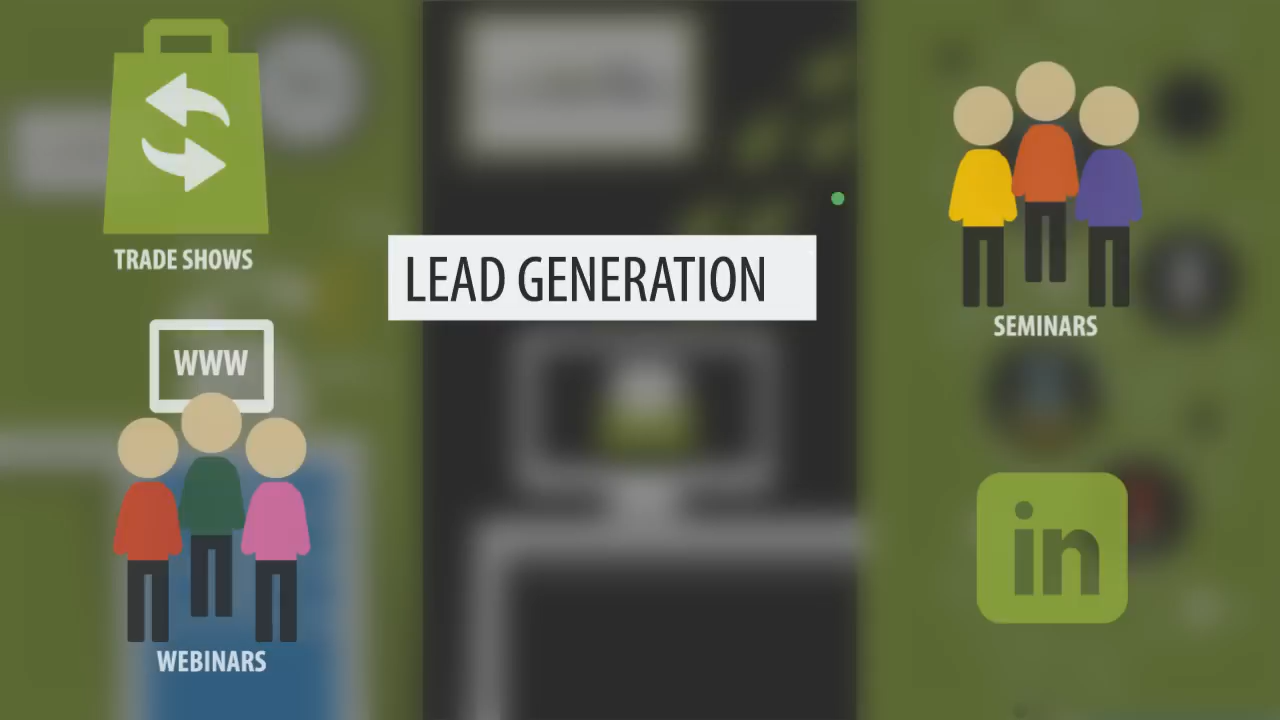 TRADE SHOWS
LEAD GENERATION
SEMINARS
WWW
WEBINARS
in